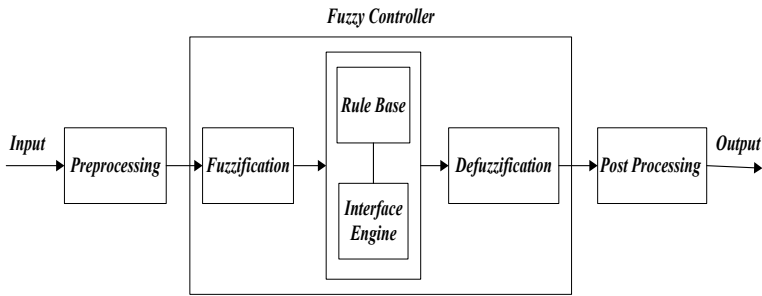 Fuzzy Controller
Input
Preprocessing
Fuzzification
Rule Base
Interface
Engine
Defuzzification
Post Processing
Output